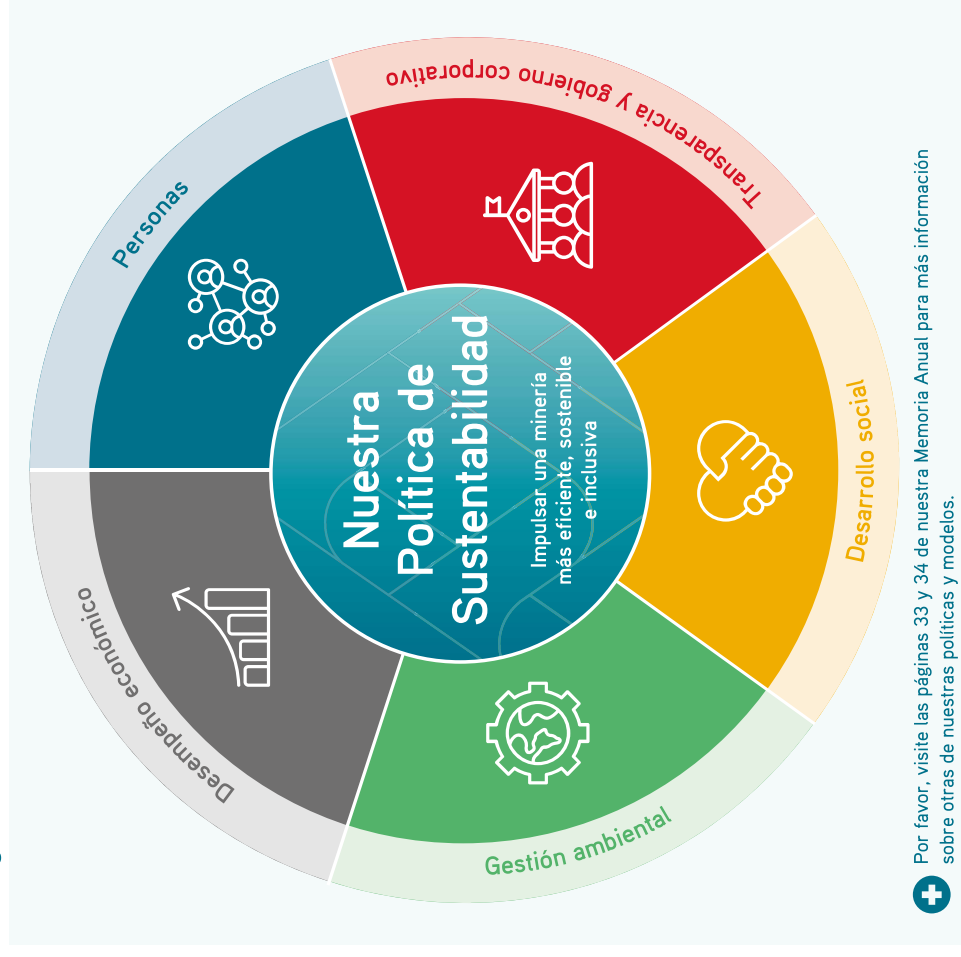 Nuestra
Política de
Sustentabilidad
Impulsar una minería
más eficiente, sostenible
e inclusiva
Personas
Transparencia y gobierno corporativo
Desarrollo social
Gestión ambiental
Desempeño económico
Por favor, visite las páginas 33 y 34 de nuestra Memoria Anual para más información
sobre otras de nuestras políticas y modelos.